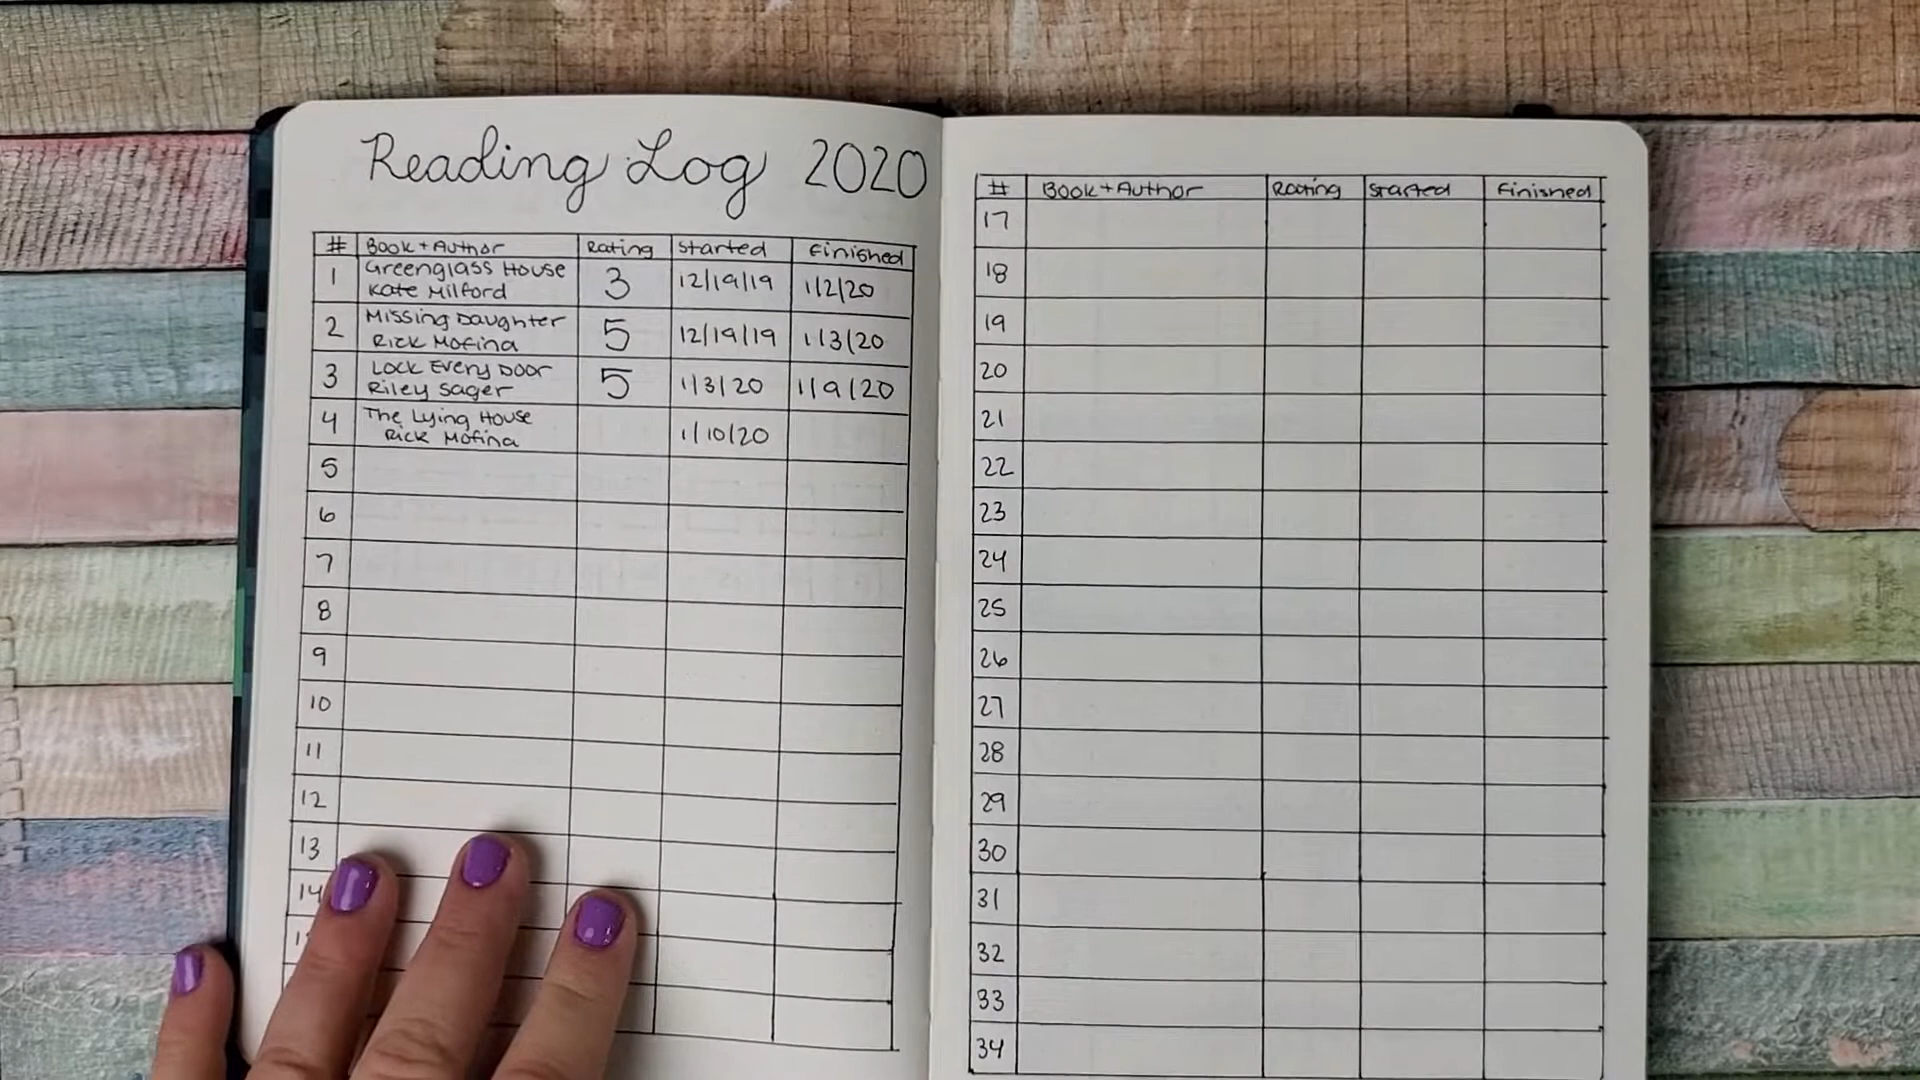 Reading Log 2020
# Book + Author Rating Started Finished
1 Greenglass House 3 12/19/19 1/2/20
Kate Milford
2 Missing Daughter 5 12/19/19 1/3/20
Rick Mofina
3 Lock Every Door 5 1/3/20 1/9/20
Riley Sager
4 The Lying House 1/10/20
Rick Mofina
5
6
7
8
9
10
11
12
13
14
# Book + Author Rating Started Finished
17
18
19
20
21
22
23
24
25
26
27
28
29
30
31
32
33
34